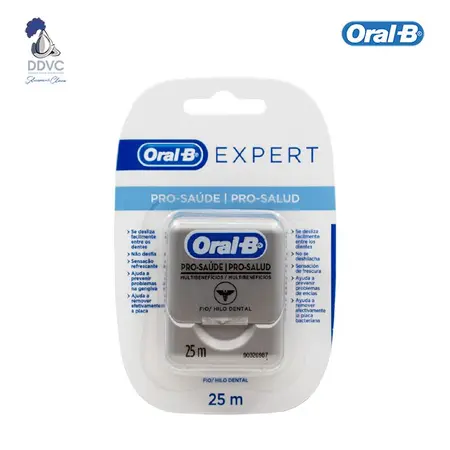 DDVC
Oral-B
Oral-B EXPERT
PRO-SAÚDE | PRO-SALUD
Se desliza
facilmente
entre os
dentes
Não desfia
Sensação
refrescante
Ajuda a
prevenir
problemas
na gengiva
Ajuda a
remover
efetivamente
a placa
Se desliza
fácilmente
entre los
dientes
No se
deshilacha
Sensación
de frescura
Ayuda a
prevenir
problemas
de encías
Ayuda a
remover
efectivamente
la placa
bacteriana
Oral-B
PRO-SAÚDE | PRO-SALUD
MULTIBENEFÍCIOS / MULTIBENEFICIOS
FIO/ HILO DENTAL
25 m
90326987
FIO/ HILO DENTAL
25 m